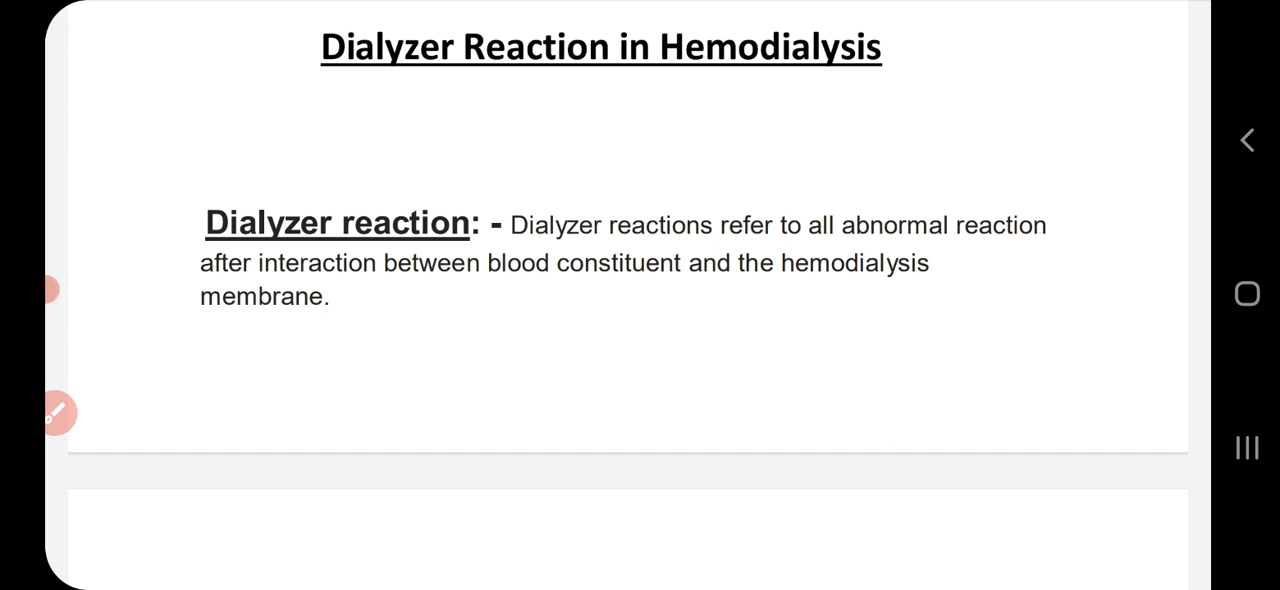 Dialyzer Reaction in Hemodialysis
Dialyzer reaction: - Dialyzer reactions refer to all abnormal reaction
after interaction between blood constituent and the hemodialysis
membrane.